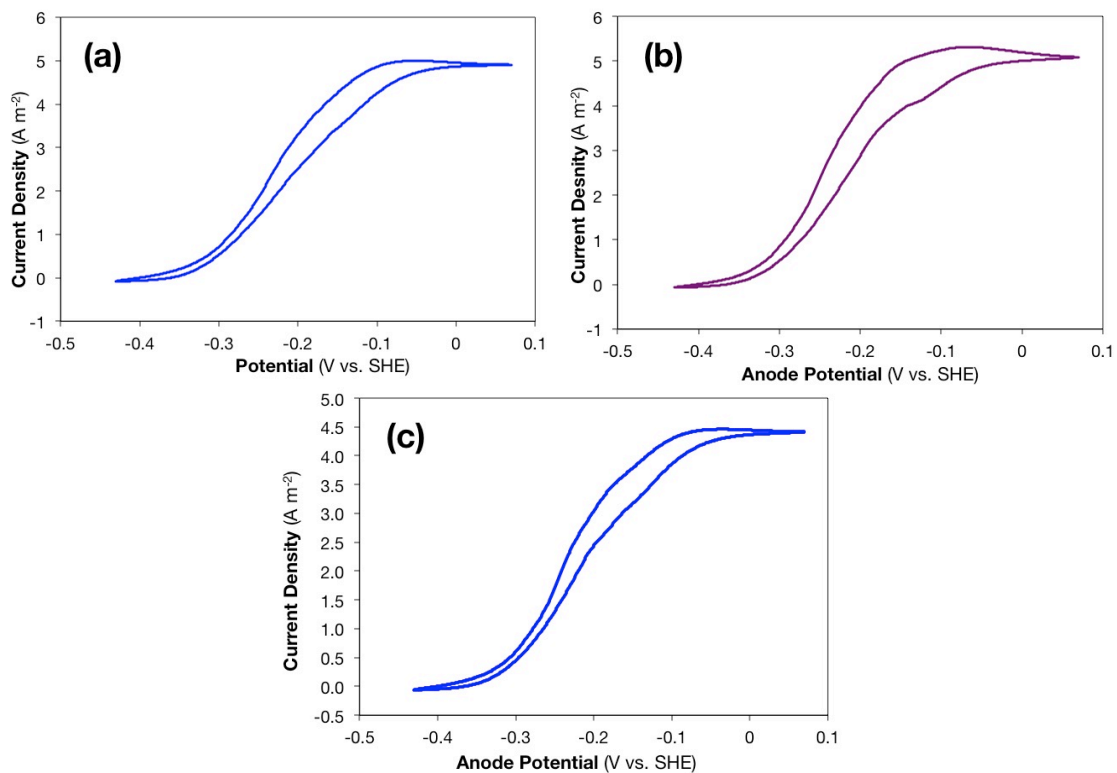 (a)
Current Density (A m-2)
6
5
4
3
2
1
0
-1
-0.5 -0.4 -0.3 -0.2 -0.1 0 0.1
Potential (V vs. SHE)
(b)
Current Desnity (A m-2)
6
5
4
3
2
1
0
-1
-0.5 -0.4 -0.3 -0.2 -0.1 0 0.1
Anode Potential (V vs. SHE)
(c)
Current Density (A m-2)
5.0
4.5
4.0
3.5
3.0
2.5
2.0
1.5
1.0
0.5
0.0
-0.5
-0.5 -0.4 -0.3 -0.2 -0.1 0 0.1
Anode Potential (V vs. SHE)